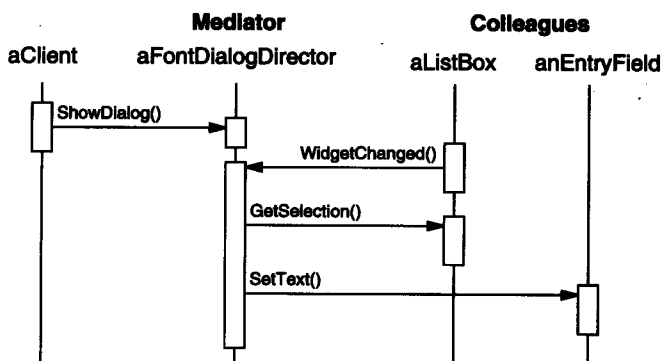 Mediator
Colleagues
aClient
aFontDialogDirector
aListBox
anEntryField
ShowDialog()
WidgetChanged()
GetSelection()
SetText()